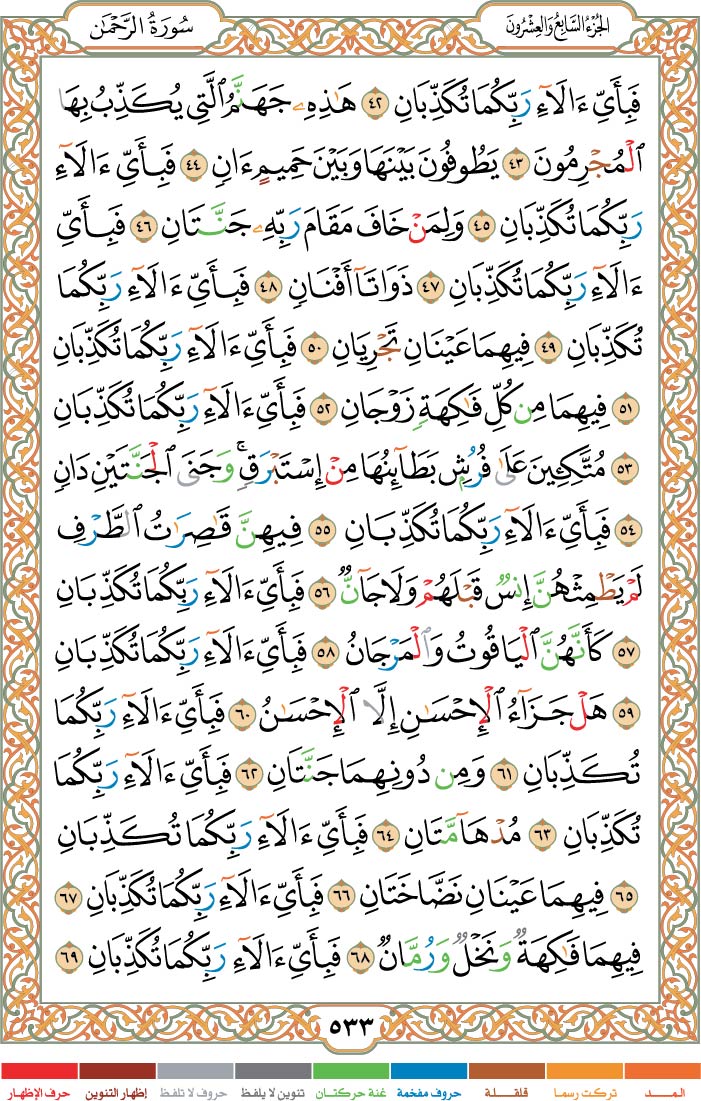 الجُزْءُ السَّابِعُ وَالعِشْرُونَ
سُورَةُ الرَّحْمَٰن
فَبِأَيِّ ءَالَآءِ رَبِّكُمَا تُكَذِّبَانِ ٤٢ هَٰذِهِۦ جَهَنَّمُ ٱلَّتِي يُكَذِّبُ بِهَا
ٱلْمُجْرِمُونَ ٤٣ يَطُوفُونَ بَيْنَهَا وَبَيْنَ حَمِيمٍ ءَانٍ ٤٤ فَبِأَيِّ ءَالَآءِ
رَبِّكُمَا تُكَذِّبَانِ ٤٥ وَلِمَنْ خَافَ مَقَامَ رَبِّهِۦ جَنَّتَانِ ٤٦ فَبِأَيِّ
ءَالَآءِ رَبِّكُمَا تُكَذِّبَانِ ٤٧ ذَوَاتَآ أَفْنَانٍ ٤٨ فَبِأَيِّ ءَالَآءِ رَبِّكُمَا
تُكَذِّبَانِ ٤٩ فِيهِمَا عَيْنَانِ تَجْرِيَانِ ٥٠ فَبِأَيِّ ءَالَآءِ رَبِّكُمَا تُكَذِّبَانِ
٥١ فِيهِمَا مِن كُلِّ فَٰكِهَةٍ زَوْجَانِ ٥٢ فَبِأَيِّ ءَالَآءِ رَبِّكُمَا تُكَذِّبَانِ
٥٣ مُتَّكِـِٔينَ عَلَىٰ فُرُشٍۭ بَطَآئِنُهَا مِنْ إِسْتَبْرَقٍۚ وَجَنَى ٱلْجَنَّتَيْنِ دَانٍ
٥٤ فَبِأَيِّ ءَالَآءِ رَبِّكُمَا تُكَذِّبَانِ ٥٥ فِيهِنَّ قَٰصِرَٰتُ ٱلطَّرْفِ
لَمْ يَطْمِثْهُنَّ إِنسٌ قَبْلَهُمْ وَلَا جَآنٌّ ٥٦ فَبِأَيِّ ءَالَآءِ رَبِّكُمَا تُكَذِّبَانِ
٥٧ كَأَنَّهُنَّ ٱلْيَاقُوتُ وَٱلْمَرْجَانُ ٥٨ فَبِأَيِّ ءَالَآءِ رَبِّكُمَا تُكَذِّبَانِ
٥٩ هَلْ جَزَآءُ ٱلْإِحْسَٰنِ إِلَّا ٱلْإِحْسَٰنُ ٦٠ فَبِأَيِّ ءَالَآءِ رَبِّكُمَا
تُكَذِّبَانِ ٦١ وَمِن دُونِهِمَا جَنَّتَانِ ٦٢ فَبِأَيِّ ءَالَآءِ رَبِّكُمَا
تُكَذِّبَانِ ٦٣ مُدْهَآمَّتَانِ ٦٤ فَبِأَيِّ ءَالَآءِ رَبِّكُمَا تُكَذِّبَانِ
٦٥ فِيهِمَا عَيْنَانِ نَضَّاخَتَانِ ٦٦ فَبِأَيِّ ءَالَآءِ رَبِّكُمَا تُكَذِّبَانِ ٦٧
فِيهِمَا فَٰكِهَةٌ وَنَخْلٌ وَرُمَّانٌ ٦٨ فَبِأَيِّ ءَالَآءِ رَبِّكُمَا تُكَذِّبَانِ ٦٩
٥٣٣
المـــد تركت رسما قلقـلـة حروف مفخمة غنة حركتـان تنوين لا يلفظ حروف لا تلفظ إظهار التنوين حرف الإظهار